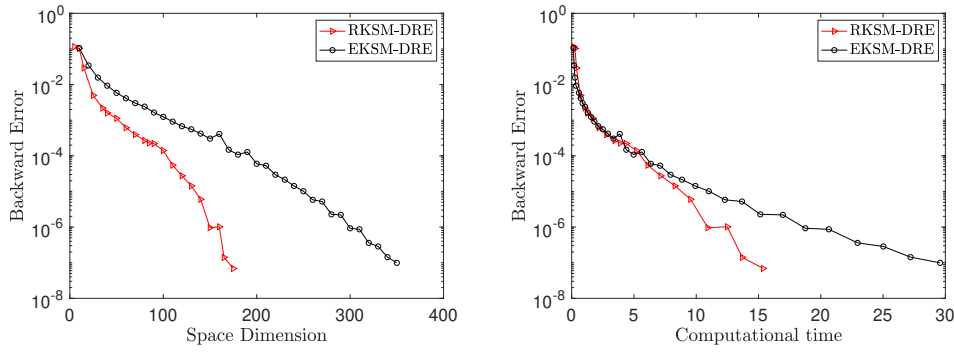 10^0
10^-2
10^-4
10^-6
10^-8
Backward Error
0 100 200 300 400
Space Dimension
RKSM-DRE
EKSM-DRE
10^0
10^-2
10^-4
10^-6
10^-8
Backward Error
0 5 10 15 20 25 30
Computational time
RKSM-DRE
EKSM-DRE